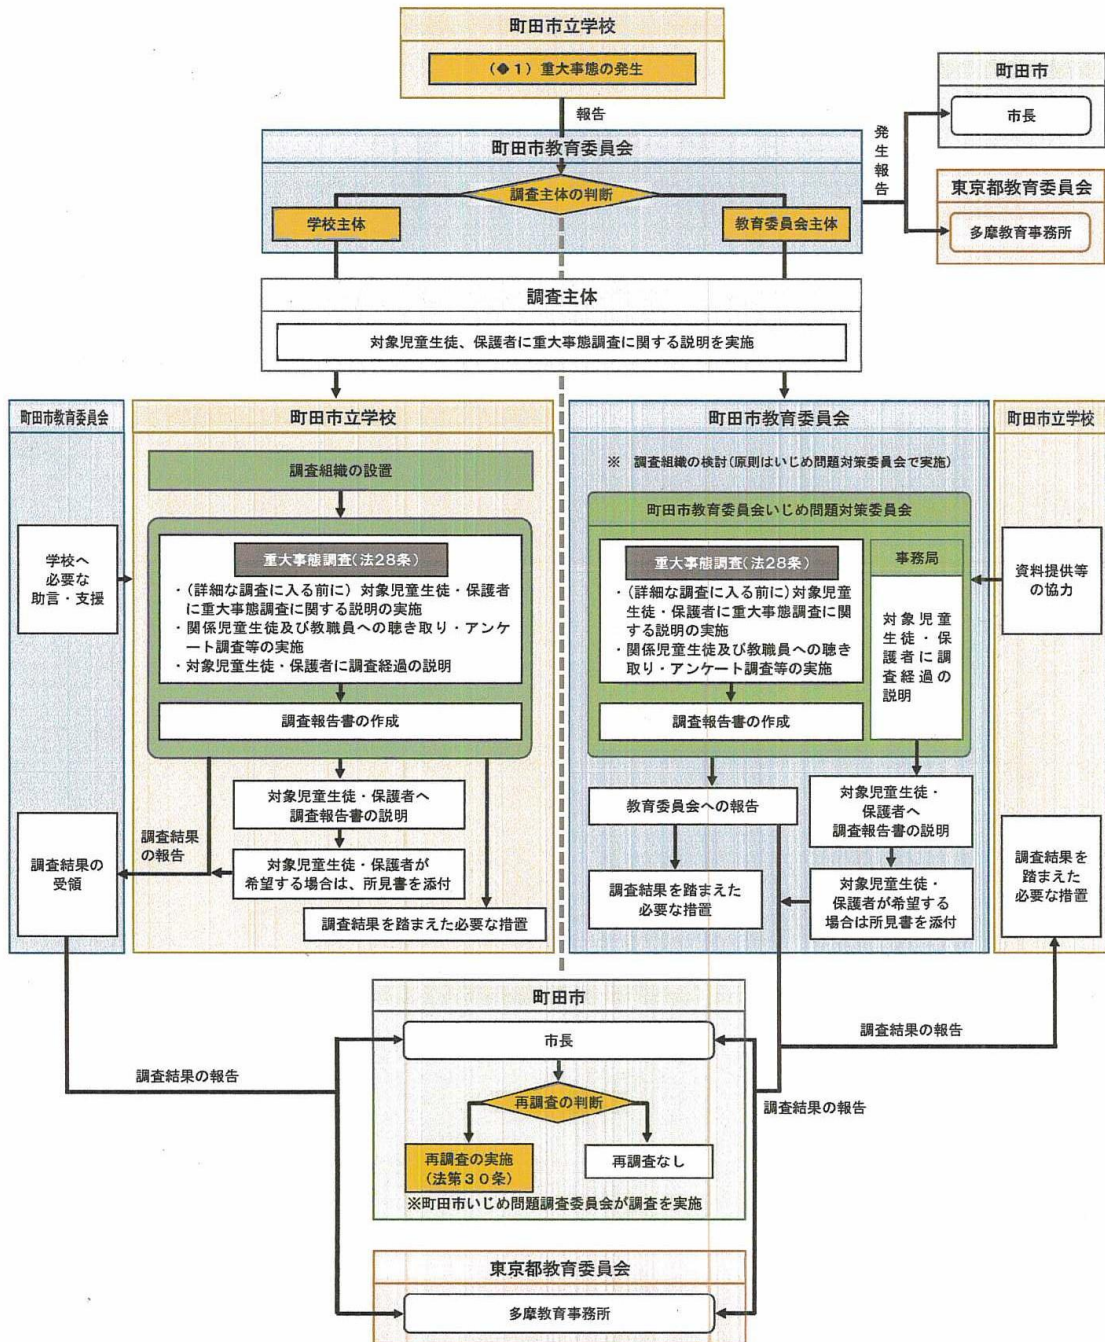 町田市立学校
(◆1)重大事態の発生
報告
町田市
市長
発生報告
東京都教育委員会
多摩教育事務所
町田市教育委員会
調査主体の判断
学校主体
教育委員会主体
調査主体
対象児童生徒、保護者に重大事態調査に関する説明を実施
町田市教育委員会
学校へ
必要な
助言・支援
調査結果の
受領
町田市立学校
調査組織の設置
重大事態調査(法28条)
・(詳細な調査に入る前に)対象児童生徒・保護者
に重大事態調査に関する説明の実施
・関係児童生徒及び教職員への聴き取り・アンケ
ート調査等の実施
・対象児童生徒・保護者に調査経過の説明
調査報告書の作成
対象児童生徒・保護者へ
調査報告書の説明
調査結果
の報告
対象児童生徒・保護者が
希望する場合は、所見書を添付
調査結果を踏まえた必要な措置
町田市教育委員会
※ 調査組織の検討(原則はいじめ問題対策委員会で実施)
町田市教育委員会いじめ問題対策委員会
重大事態調査(法28条)
・(詳細な調査に入る前に)対象児童
生徒・保護者に重大事態調査に関
する説明の実施
・関係児童生徒及び教職員への聴き
取り・アンケート調査等の実施
調査報告書の作成
事務局
対象児童
生徒・保
護者に調
査経過の
説明
教育委員会への報告
対象児童生徒・
保護者へ
調査報告書の説明
調査結果を踏まえた
必要な措置
対象児童生徒・
保護者が希望する
場合は所見書を添付
町田市立学校
資料提供等
の協力
調査結果を
踏まえた
必要な措置
町田市
市長
調査結果の報告
調査結果の報告
調査結果の報告
再調査の判断
再調査の実施
(法第30条)
再調査なし
※町田市いじめ問題調査委員会が調査を実施
東京都教育委員会
多摩教育事務所